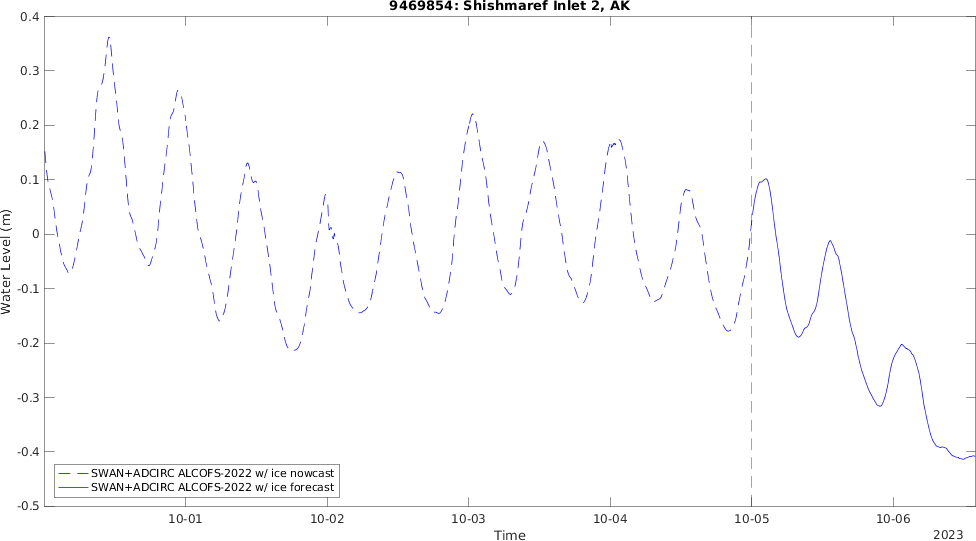 9469854: Shishmaref Inlet 2, AK
Water Level (m)
0.4
0.3
0.2
0.1
0
-0.1
-0.2
-0.3
-0.4
-0.5
SWAN+ADCIRC ALCOFS-2022 w/ ice nowcast
SWAN+ADCIRC ALCOFS-2022 w/ ice forecast
10-01 10-02 10-03 10-04 10-05 10-06
Time
2023